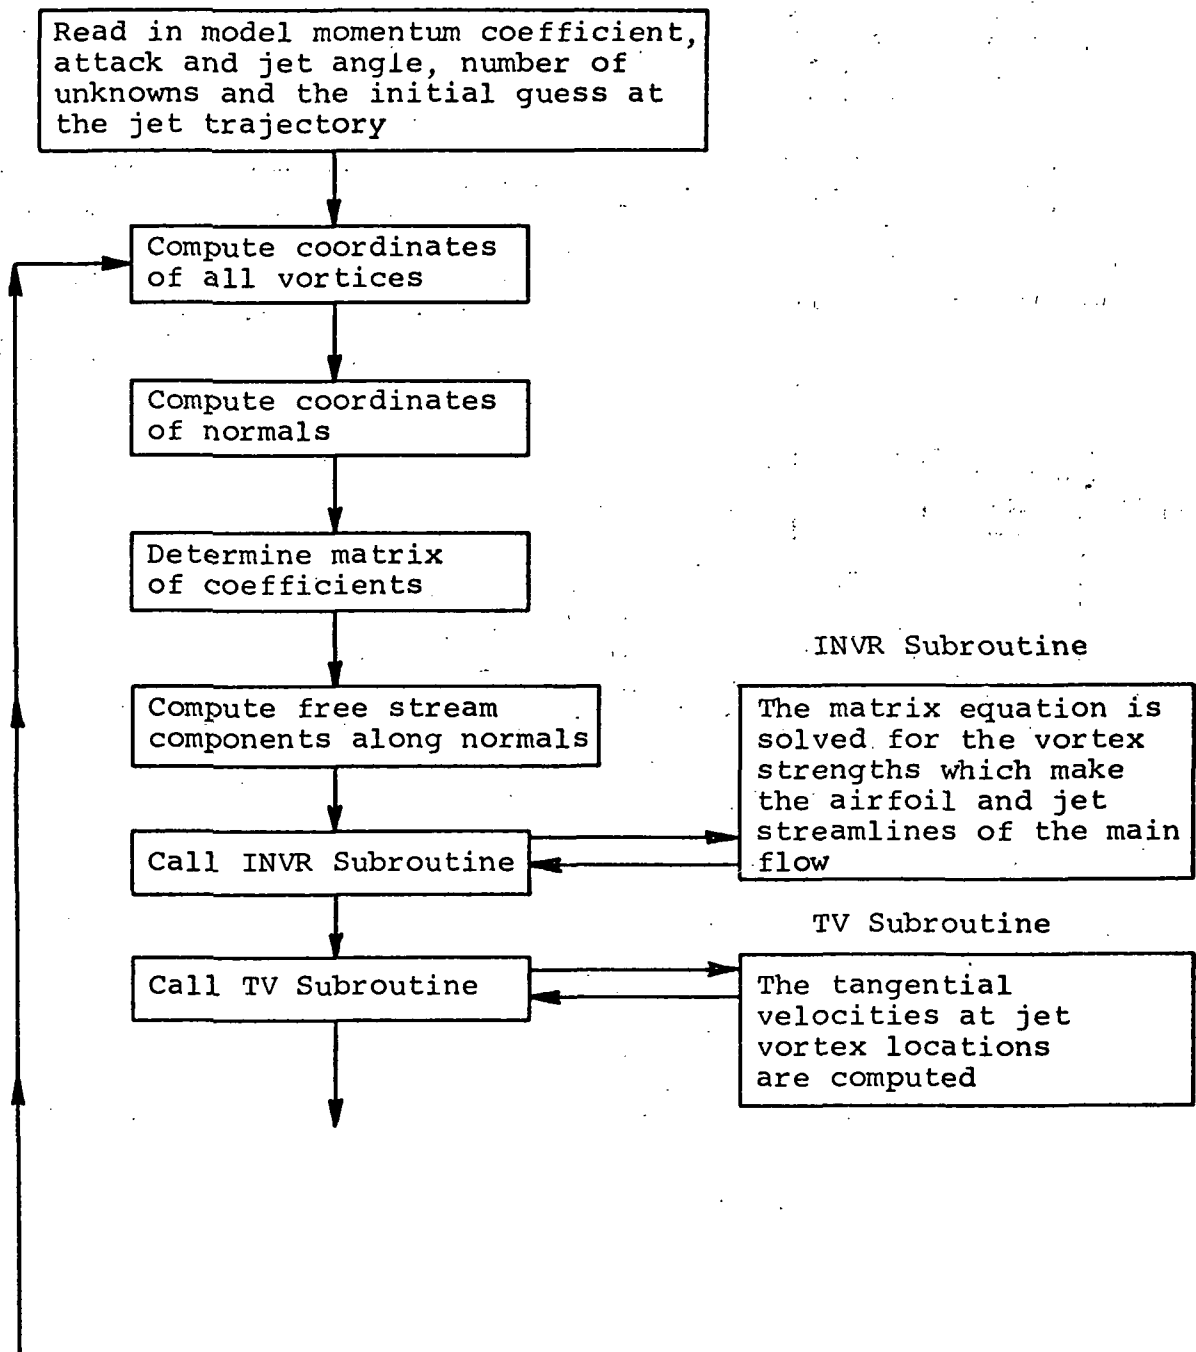 Read in model momentum coefficient,
attack and jet angle, number of
unknowns and the initial guess at
the jet trajectory
Compute coordinates
of all vortices
Compute coordinates
of normals
Determine matrix
of coefficients
Compute free stream
components along normals
Call INVR Subroutine
INVR Subroutine
The matrix equation is
solved for the vortex
strengths which make
the airfoil and jet
streamlines of the main
flow
Call TV Subroutine
TV Subroutine
The tangential
velocities at jet
vortex locations
are computed